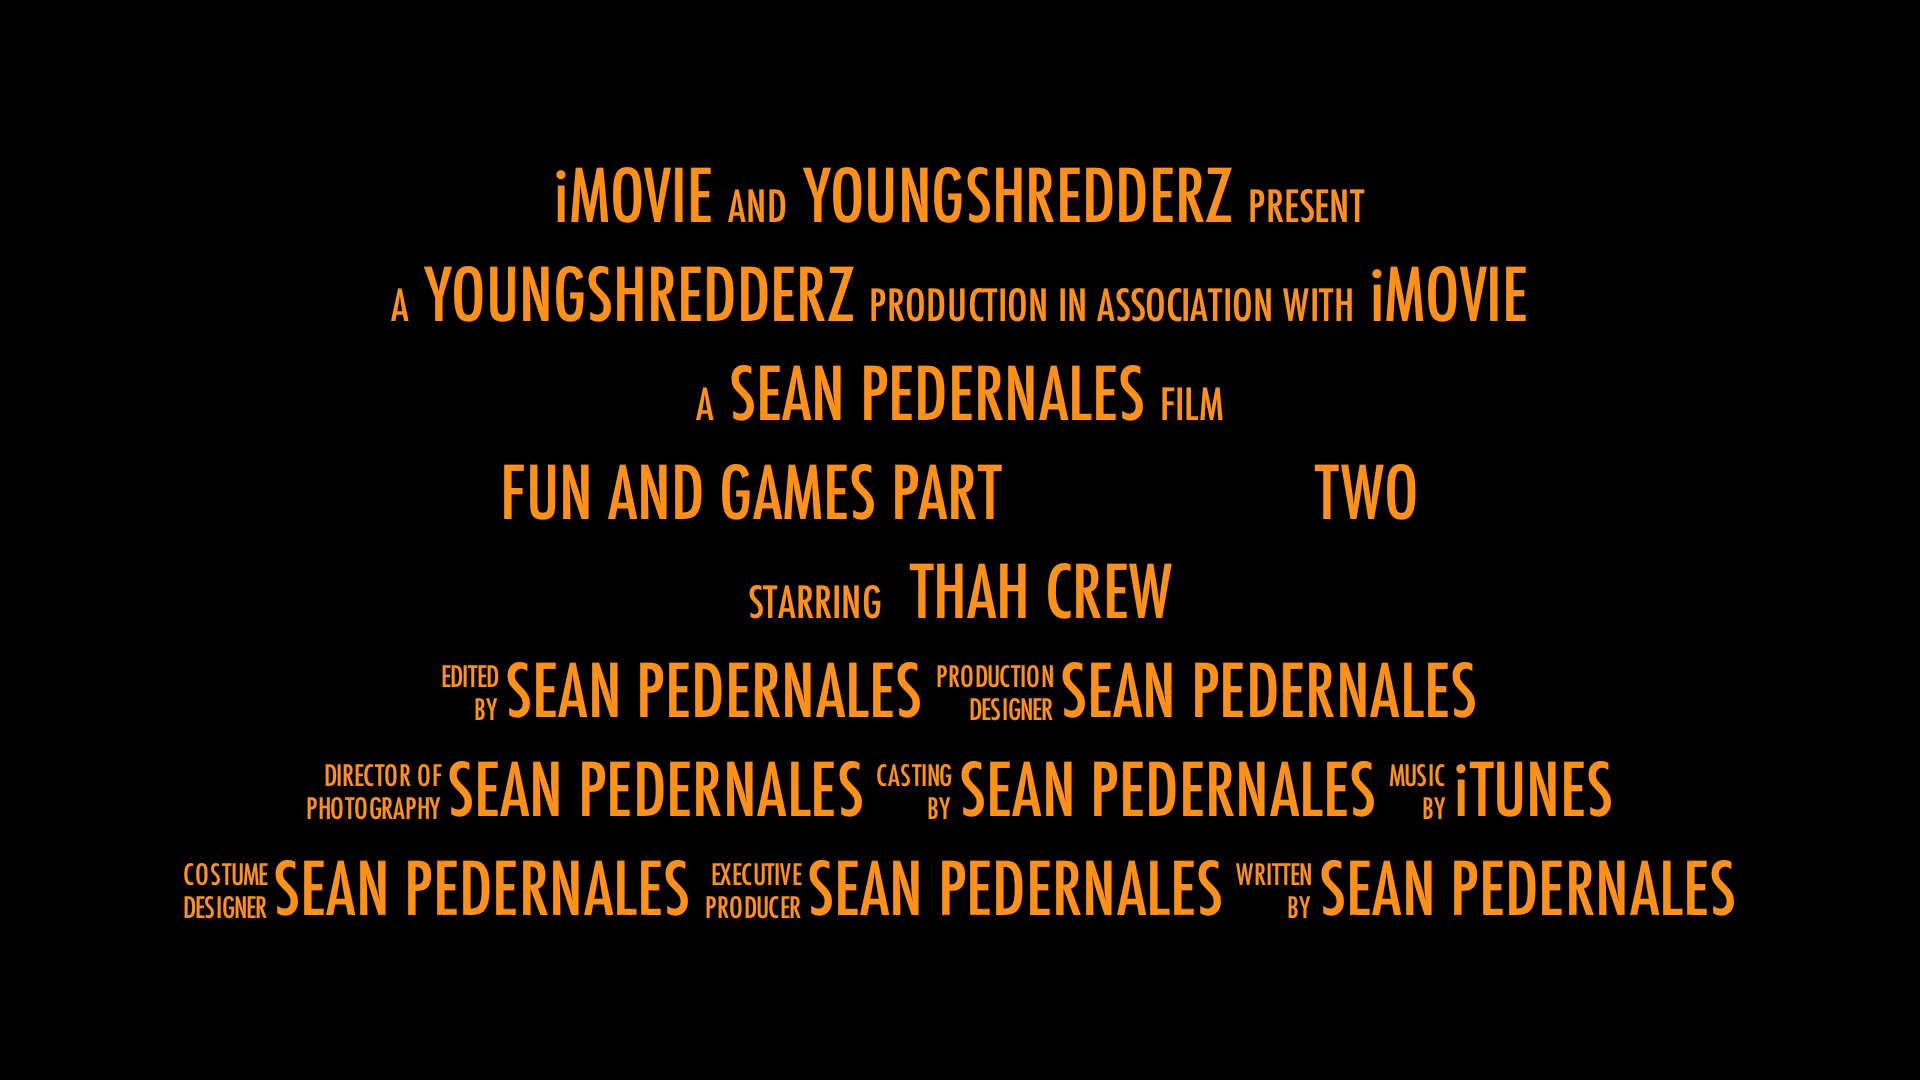 iMOVIE AND YOUNGSHREDDERZ PRESENT
A YOUNGSHREDDERZ PRODUCTION IN ASSOCIATION WITH iMOVIE
A SEAN PEDERNALES FILM
FUN AND GAMES PART TWO
STARRING THAH CREW
EDITED BY SEAN PEDERNALES PRODUCTION DESIGNER SEAN PEDERNALES
DIRECTOR OF PHOTOGRAPHY SEAN PEDERNALES CASTING BY SEAN PEDERNALES MUSIC BY iTUNES
COSTUME DESIGNER SEAN PEDERNALES EXECUTIVE PRODUCER SEAN PEDERNALES WRITTEN BY SEAN PEDERNALES